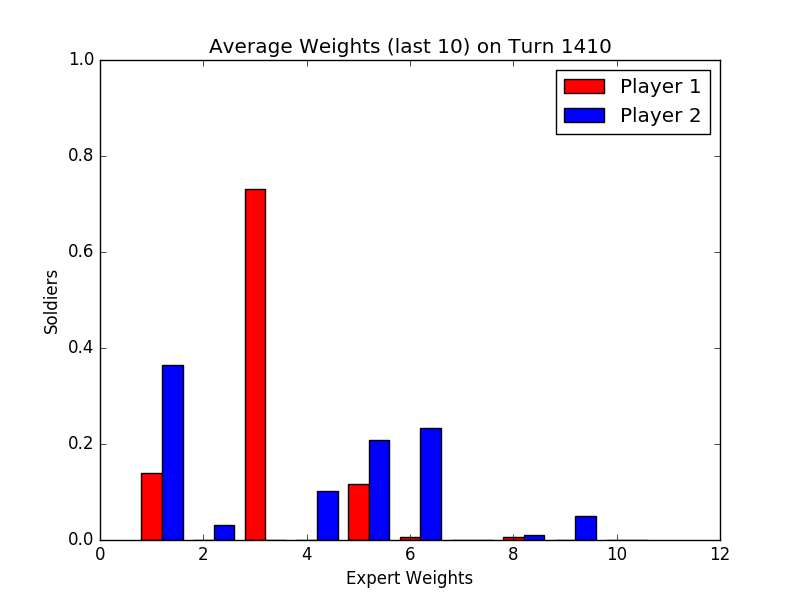 Average Weights (last 10) on Turn 1410
1.0
0.8
0.6
0.4
0.2
0.0
Soldiers
Player 1
Player 2
0 2 4 6 8 10 12
Expert Weights